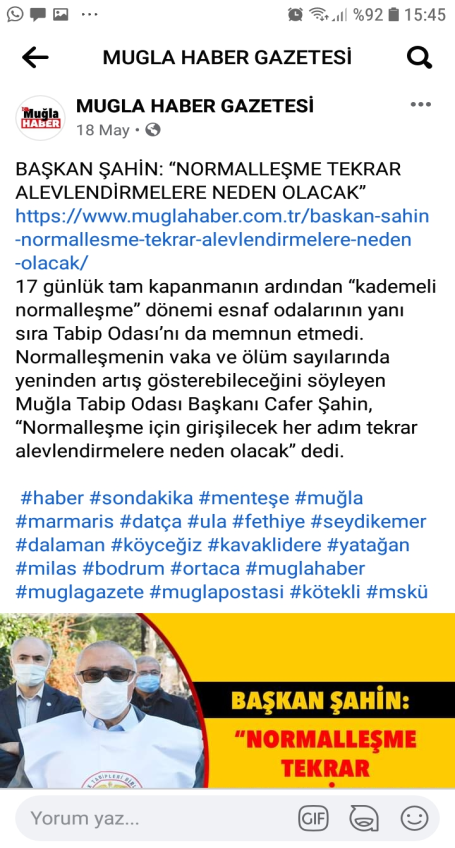 %92 15:45
MUGLA HABER GAZETESİ
Muğla
HABER
MUGLA HABER GAZETESİ
18 May
BAŞKAN ŞAHİN: “NORMALLEŞME TEKRAR
ALEVLENDİRMELERE NEDEN OLACAK”
https://www.muglahaber.com.tr/baskan-sahin
-normallesme-tekrar-alevlendirmelere-neden
-olacak/
17 günlük tam kapanmanın ardından “kademeli
normalleşme” dönemi esnaf odalarının yanı
sıra Tabip Odası’nı da memnun etmedi.
Normalleşmenin vaka ve ölüm sayılarında
yeninden artış gösterebileceğini söyleyen
Muğla Tabip Odası Başkanı Cafer Şahin,
“Normalleşme için girişilecek her adım tekrar
alevlendirmelere neden olacak” dedi.
#haber #sondakika #menteşe #muğla
#marmaris #datça #ula #fethiye #seydikemer
#dalaman #köyceğiz #kavaklidere #yatağan
#milas #bodrum #ortaca #muglahaber
#muglagazete #muglapostasi #kötekli #mskü
BAŞKAN ŞAHİN:
“NORMALLEŞME
TEKRAR
Yorum yaz...
GIF